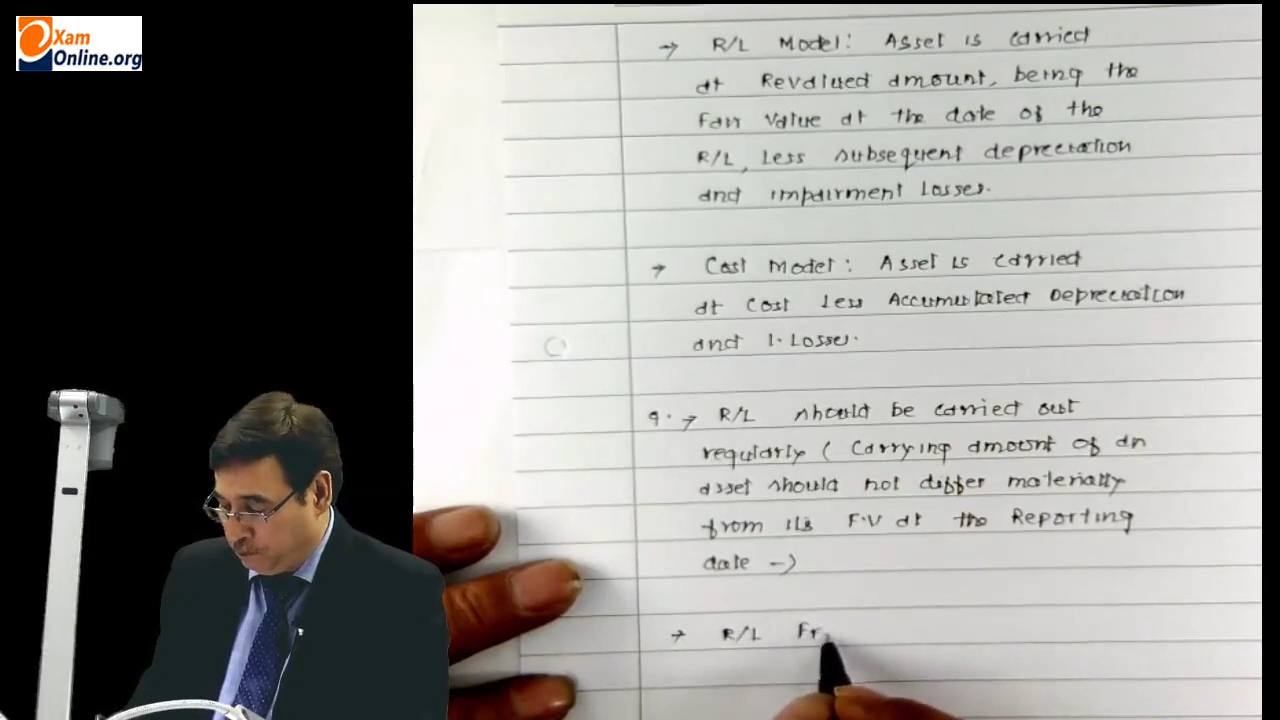 Xam
Online.org
→ R/L Model: Asset is carried
at Revalued amount, being the
Fair Value at the date of the
R/L, Less subsequent depreciation
and impairment Losses.
→ Cost Model: Asset is carried
at cost less Accumulated Depreciation
and I. Losses.
9. → R/L should be carried out
regularly ( Carrying amount of an
asset should not differ materially
from its F.V at the Reporting
date -)
→ R/L Fr